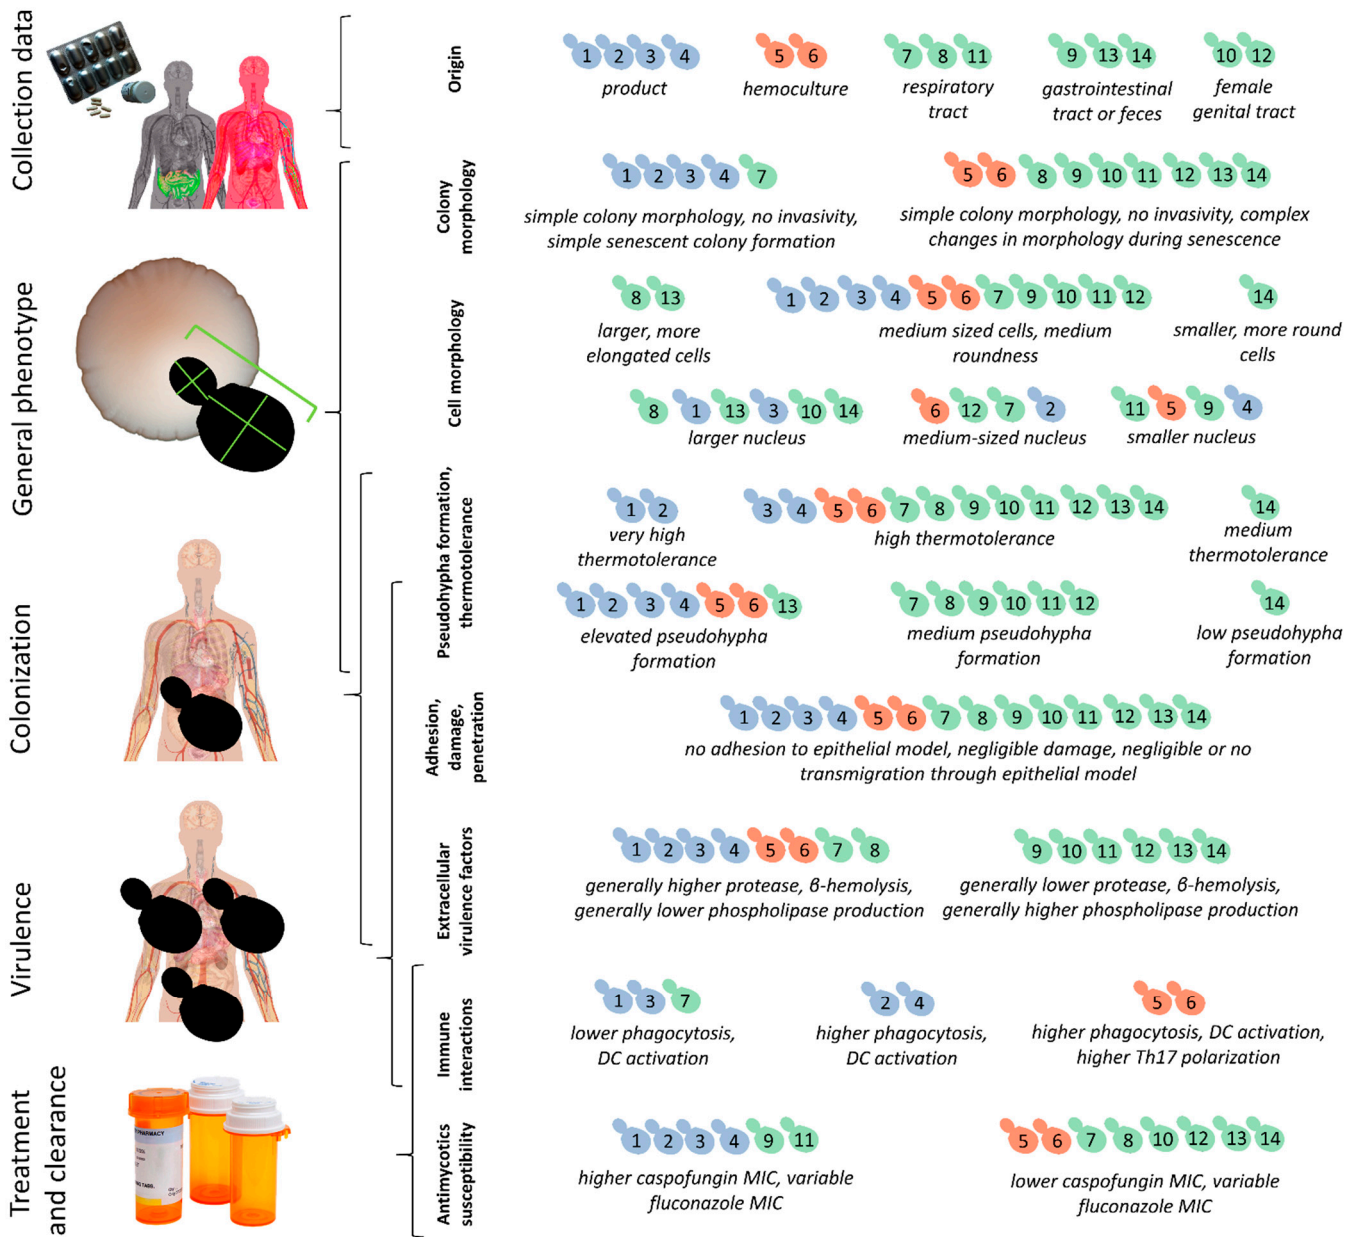 Collection data
Origin
1 2 3 4
product
5 6
hemoculture
7 8 11
respiratory
tract
9 13 14
gastrointestinal
tract or feces
10 12
female
genital tract
General phenotype
Colony
morphology
1 2 3 4 7
simple colony morphology, no invasivity,
simple senescent colony formation
5 6 8 9 10 11 12 13 14
simple colony morphology, no invasivity, complex
changes in morphology during senescence
Cell morphology
8 13
larger, more
elongated cells
1 2 3 4 5 6 7 9 10 11 12
medium sized cells, medium
roundness
14
smaller, more round
cells
8 1 13 3 10 14
larger nucleus
6 12 7 2
medium-sized nucleus
11 5 9 4
smaller nucleus
Colonization
Pseudohypha formation,
thermotolerance
1 2
very high
thermotolerance
3 4 5 6 7 8 9 10 11 12 13 14
high thermotolerance
14
medium
thermotolerance
1 2 3 4 5 6 13
elevated pseudohypha
formation
7 8 9 10 11 12
medium pseudohypha
formation
14
low pseudohypha
formation
Adhesion,
damage,
penetration
1 2 3 4 5 6 7 8 9 10 11 12 13 14
no adhesion to epithelial model, negligible damage, negligible or no
transmigration through epithelial model
Virulence
Extracellular
virulence factors
1 2 3 4 5 6 7 8
generally higher protease, β-hemolysis,
generally lower phospholipase production
9 10 11 12 13 14
generally lower protease, β-hemolysis,
generally higher phospholipase production
Immune
interactions
1 3 7
lower phagocytosis,
DC activation
2 4
higher phagocytosis,
DC activation
5 6
higher phagocytosis, DC activation,
higher Th17 polarization
Treatment
and clearance
PHARMACY
Antimycotics
susceptibility
1 2 3 4 9 11
higher caspofungin MIC, variable
fluconazole MIC
5 6 7 8 10 12 13 14
lower caspofungin MIC, variable
fluconazole MIC